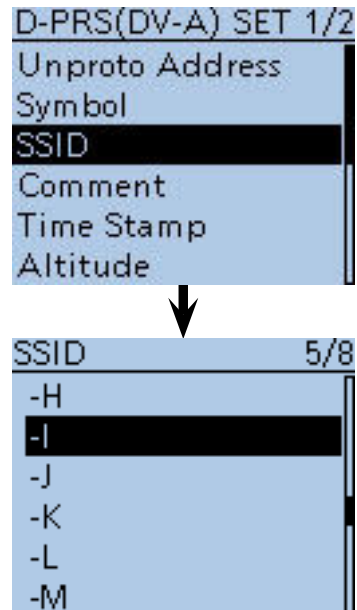 D-PRS(DV-A) SET 1/2
Unproto Address
Symbol
SSID
Comment
Time Stamp
Altitude
SSID 5/8
-H
-I
-J
-K
-L
-M